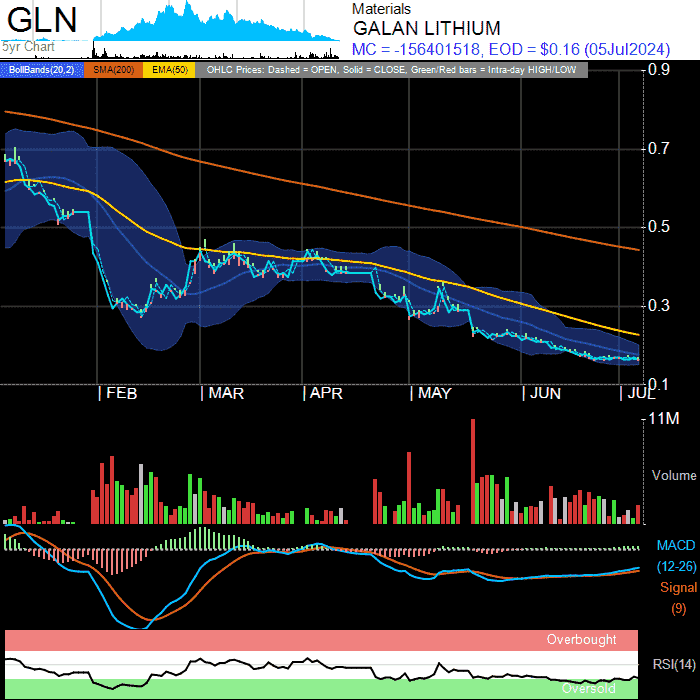 GLN
5yr Chart
Materials
GALAN LITHIUM
MC = -156401518, EOD = $0.16 (05Jul2024)
BollBands(20,2) SMA(200) EMA(50) OHLC Prices: Dashed = OPEN, Solid = CLOSE, Green/Red bars = Intra-day HIGH/LOW
0.9
0.7
0.5
0.3
0.1
FEB MAR APR MAY JUN JUL
11M
Volume
MACD
(12-26)
Signal
(9)
Overbought
RSI(14)
Oversold